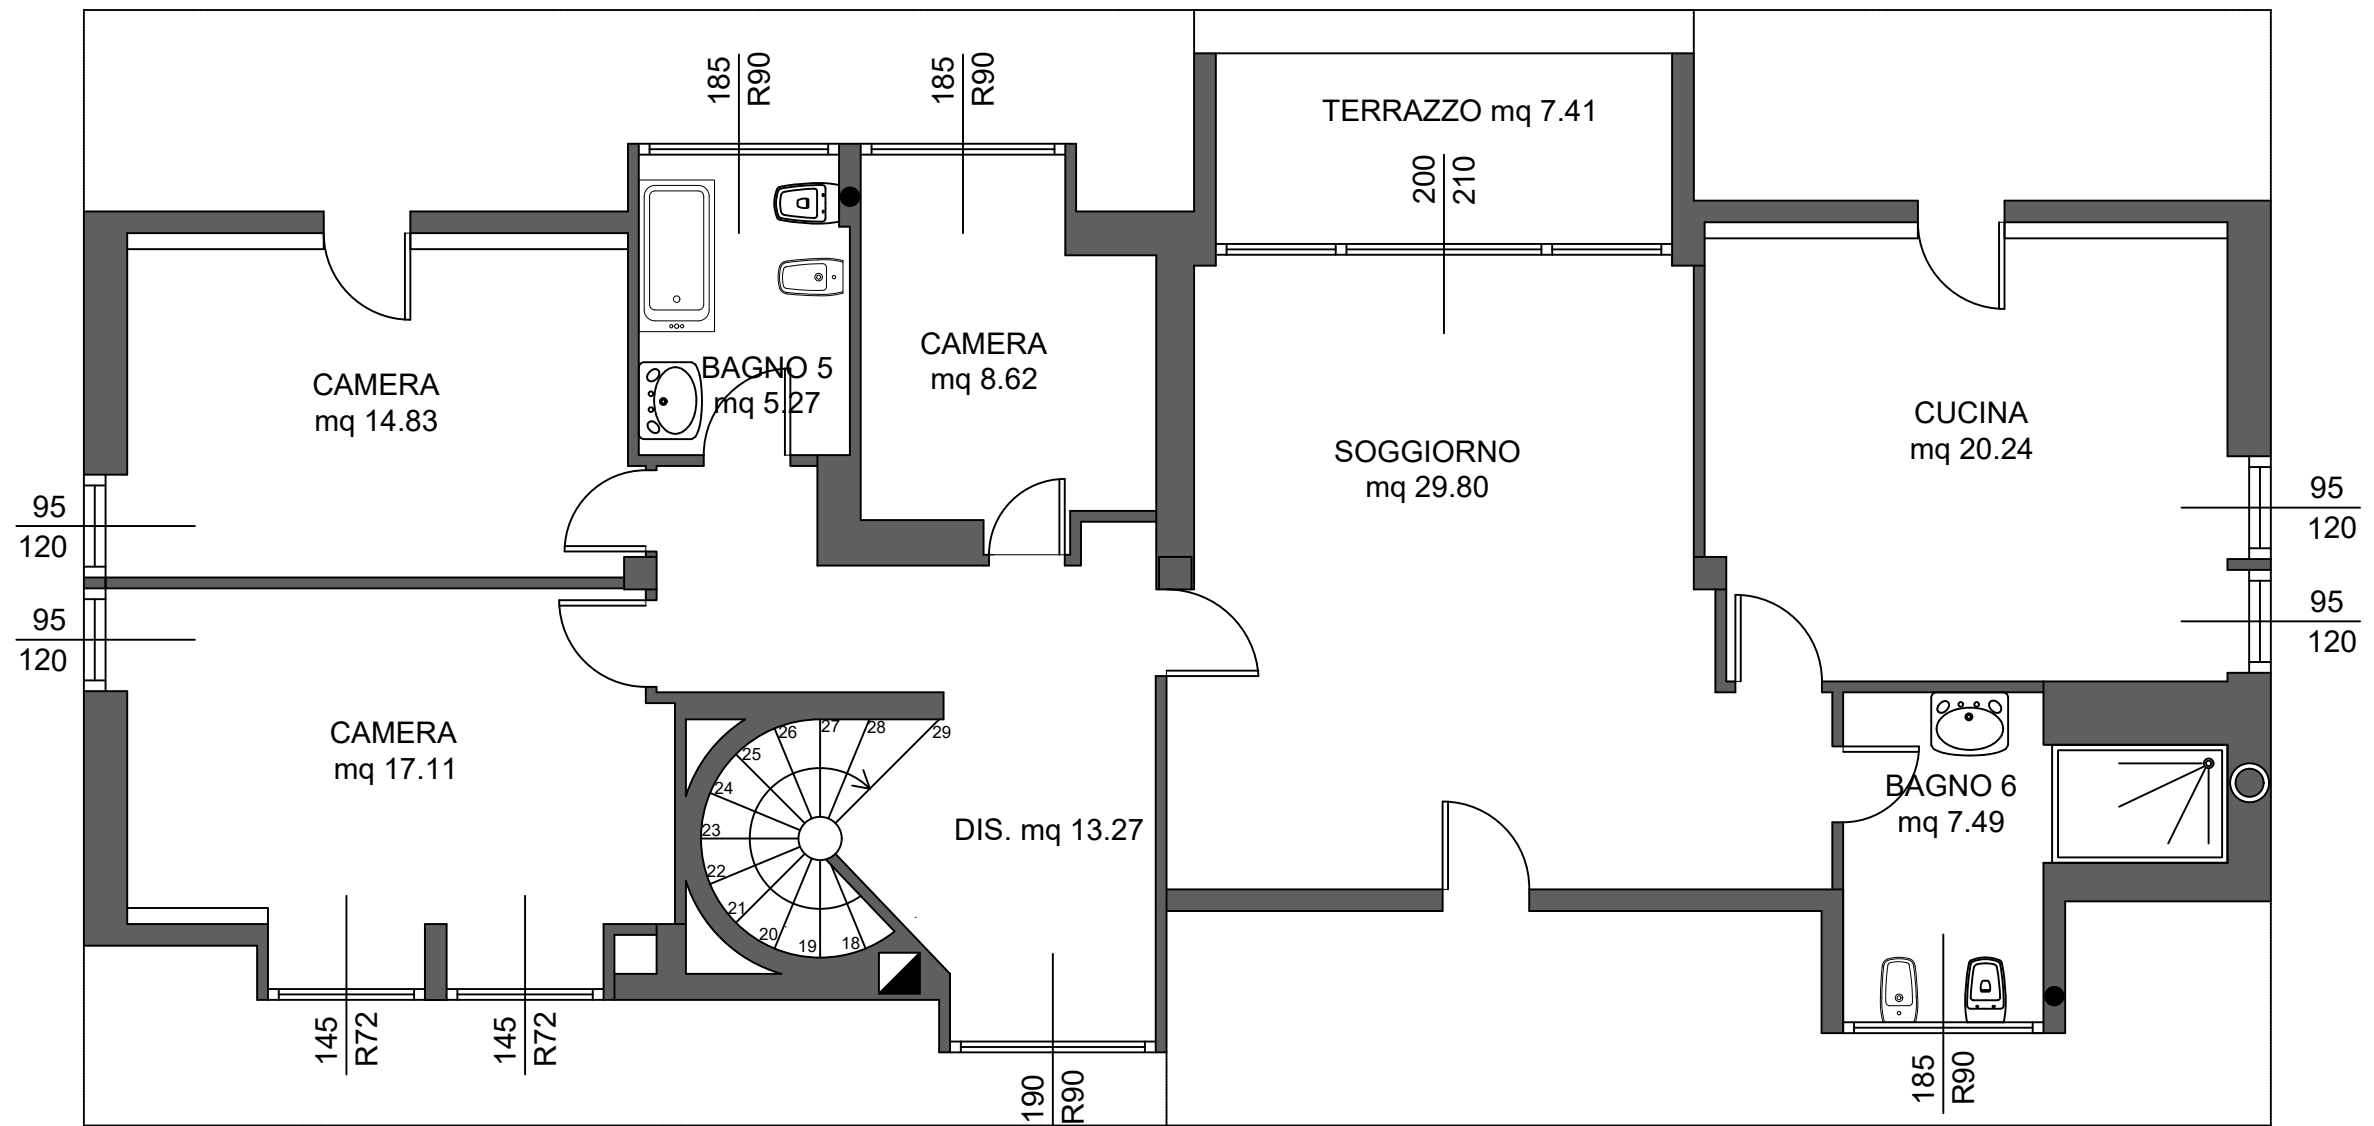 185
R90
185
R90
TERRAZZO mq 7.41
200
210
CAMERA
mq 14.83
BAGNO 5
mq 5.27
CAMERA
mq 8.62
SOGGIORNO
mq 29.80
CUCINA
mq 20.24
95
120
95
120
95
120
95
120
CAMERA
mq 17.11
26
27
28
29
25
24
23
22
21
20
19
18
DIS. mq 13.27
BAGNO 6
mq 7.49
145
R72
145
R72
190
R90
185
R90